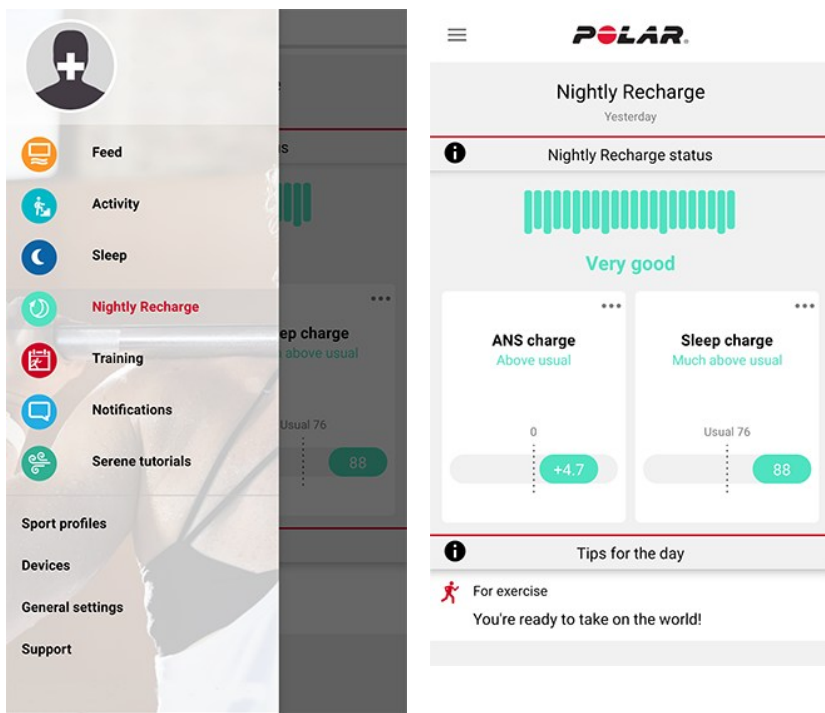 Feed
Activity
Sleep
Nightly Recharge
Training
Notifications
Serene tutorials
Sport profiles
Devices
General settings
Support
s
ep charge
above usual
Usual 76
88
POLAR.
Nightly Recharge
Yesterday
Nightly Recharge status
Very good
ANS charge
Above usual
0
+4.7
Sleep charge
Much above usual
Usual 76
88
Tips for the day
For exercise
You're ready to take on the world!